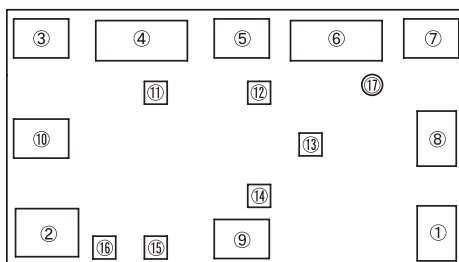 ③ ④ ⑤ ⑥ ⑦
⑪ ⑫ ⑰
⑩ ⑬ ⑧
⑭
② ⑯ ⑮ ⑨ ①